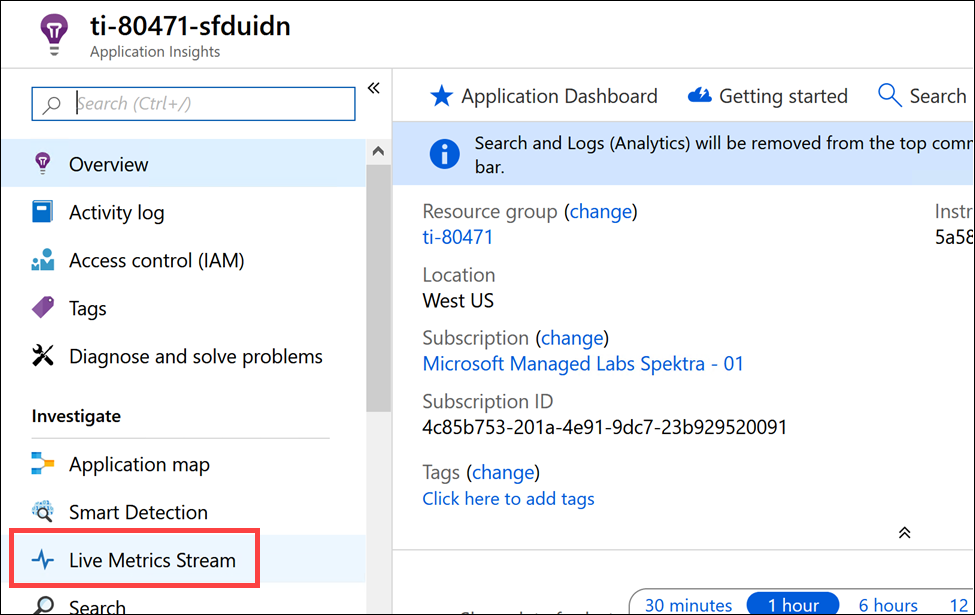 ti-80471-sfduidn
Application Insights
Search (Ctrl+/)
Overview
Activity log
Access control (IAM)
Tags
Diagnose and solve problems
Investigate
Application map
Smart Detection
Live Metrics Stream
Search
Application Dashboard
Getting started
Search
Search and Logs (Analytics) will be removed from the top comm
bar.
Resource group (change)
ti-80471
Instr
5a58
Location
West US
Subscription (change)
Microsoft Managed Labs Spektra - 01
Subscription ID
4c85b753-201a-4e91-9dc7-23b929520091
Tags (change)
Click here to add tags
30 minutes
1 hour
6 hours
12